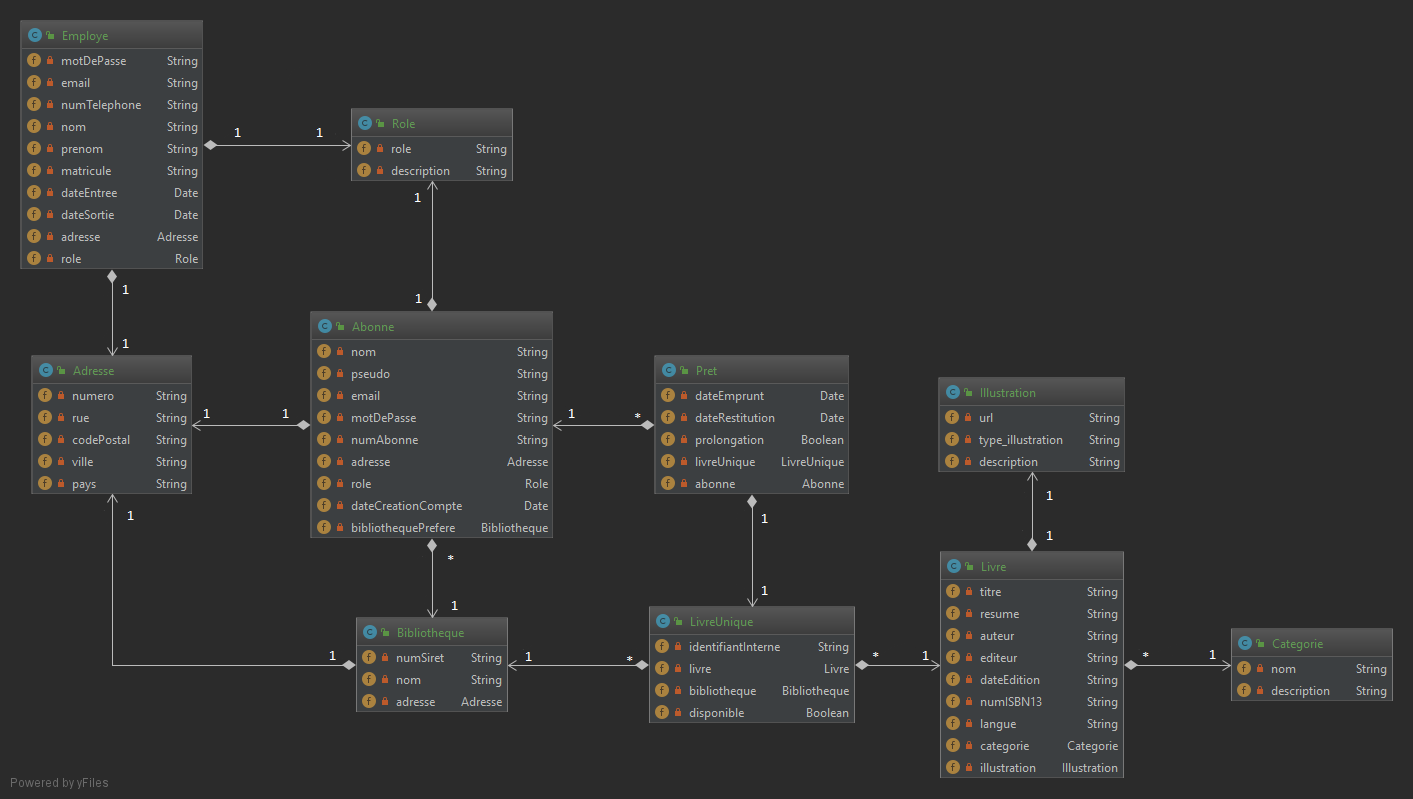 Employe
motDePasse String
email String
numTelephone String
nom String
prenom String
matricule String
dateEntree Date
dateSortie Date
adresse Adresse
role Role
1 1
Role
role String
description String
1
1
1
1
Abonne
nom String
pseudo String
email String
motDePasse String
numAbonne String
adresse Adresse
role Role
dateCreationCompte Date
bibliothequePrefere Bibliotheque
Adresse
numero String
rue String
codePostal String
ville String
pays String
1 1
1 *
Pret
dateEmprunt Date
dateRestitution Date
prolongation Boolean
livreUnique LivreUnique
abonne Abonne
Illustration
url String
type_illustration String
description String
1
1
1
1
1
*
1
Bibliotheque
numSiret String
nom String
adresse Adresse
1
1 *
LivreUnique
identifiantInterne String
livre Livre
bibliotheque Bibliotheque
disponible Boolean
* 1
Livre
titre String
resume String
auteur String
editeur String
dateEdition String
numISBN13 String
langue String
categorie Categorie
illustration Illustration
* 1
Categorie
nom String
description String
Powered by yFiles